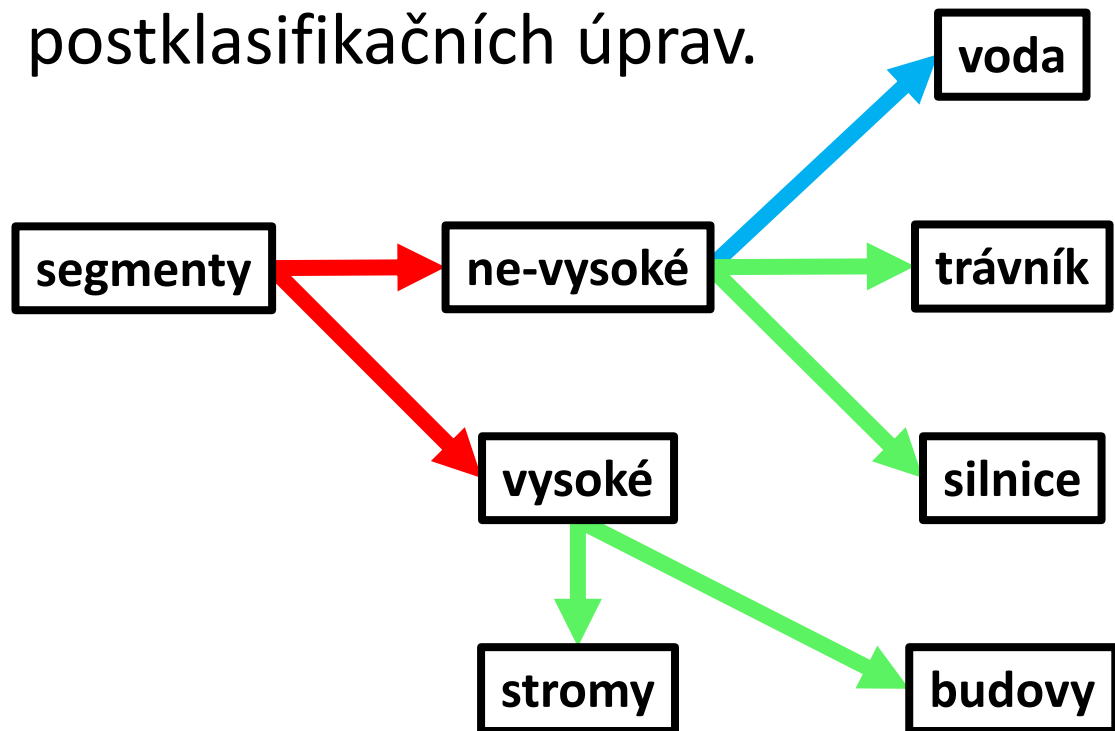 postklasifikačních úprav.
voda
segmenty
ne-vysoké
trávník
vysoké
silnice
stromy
budovy